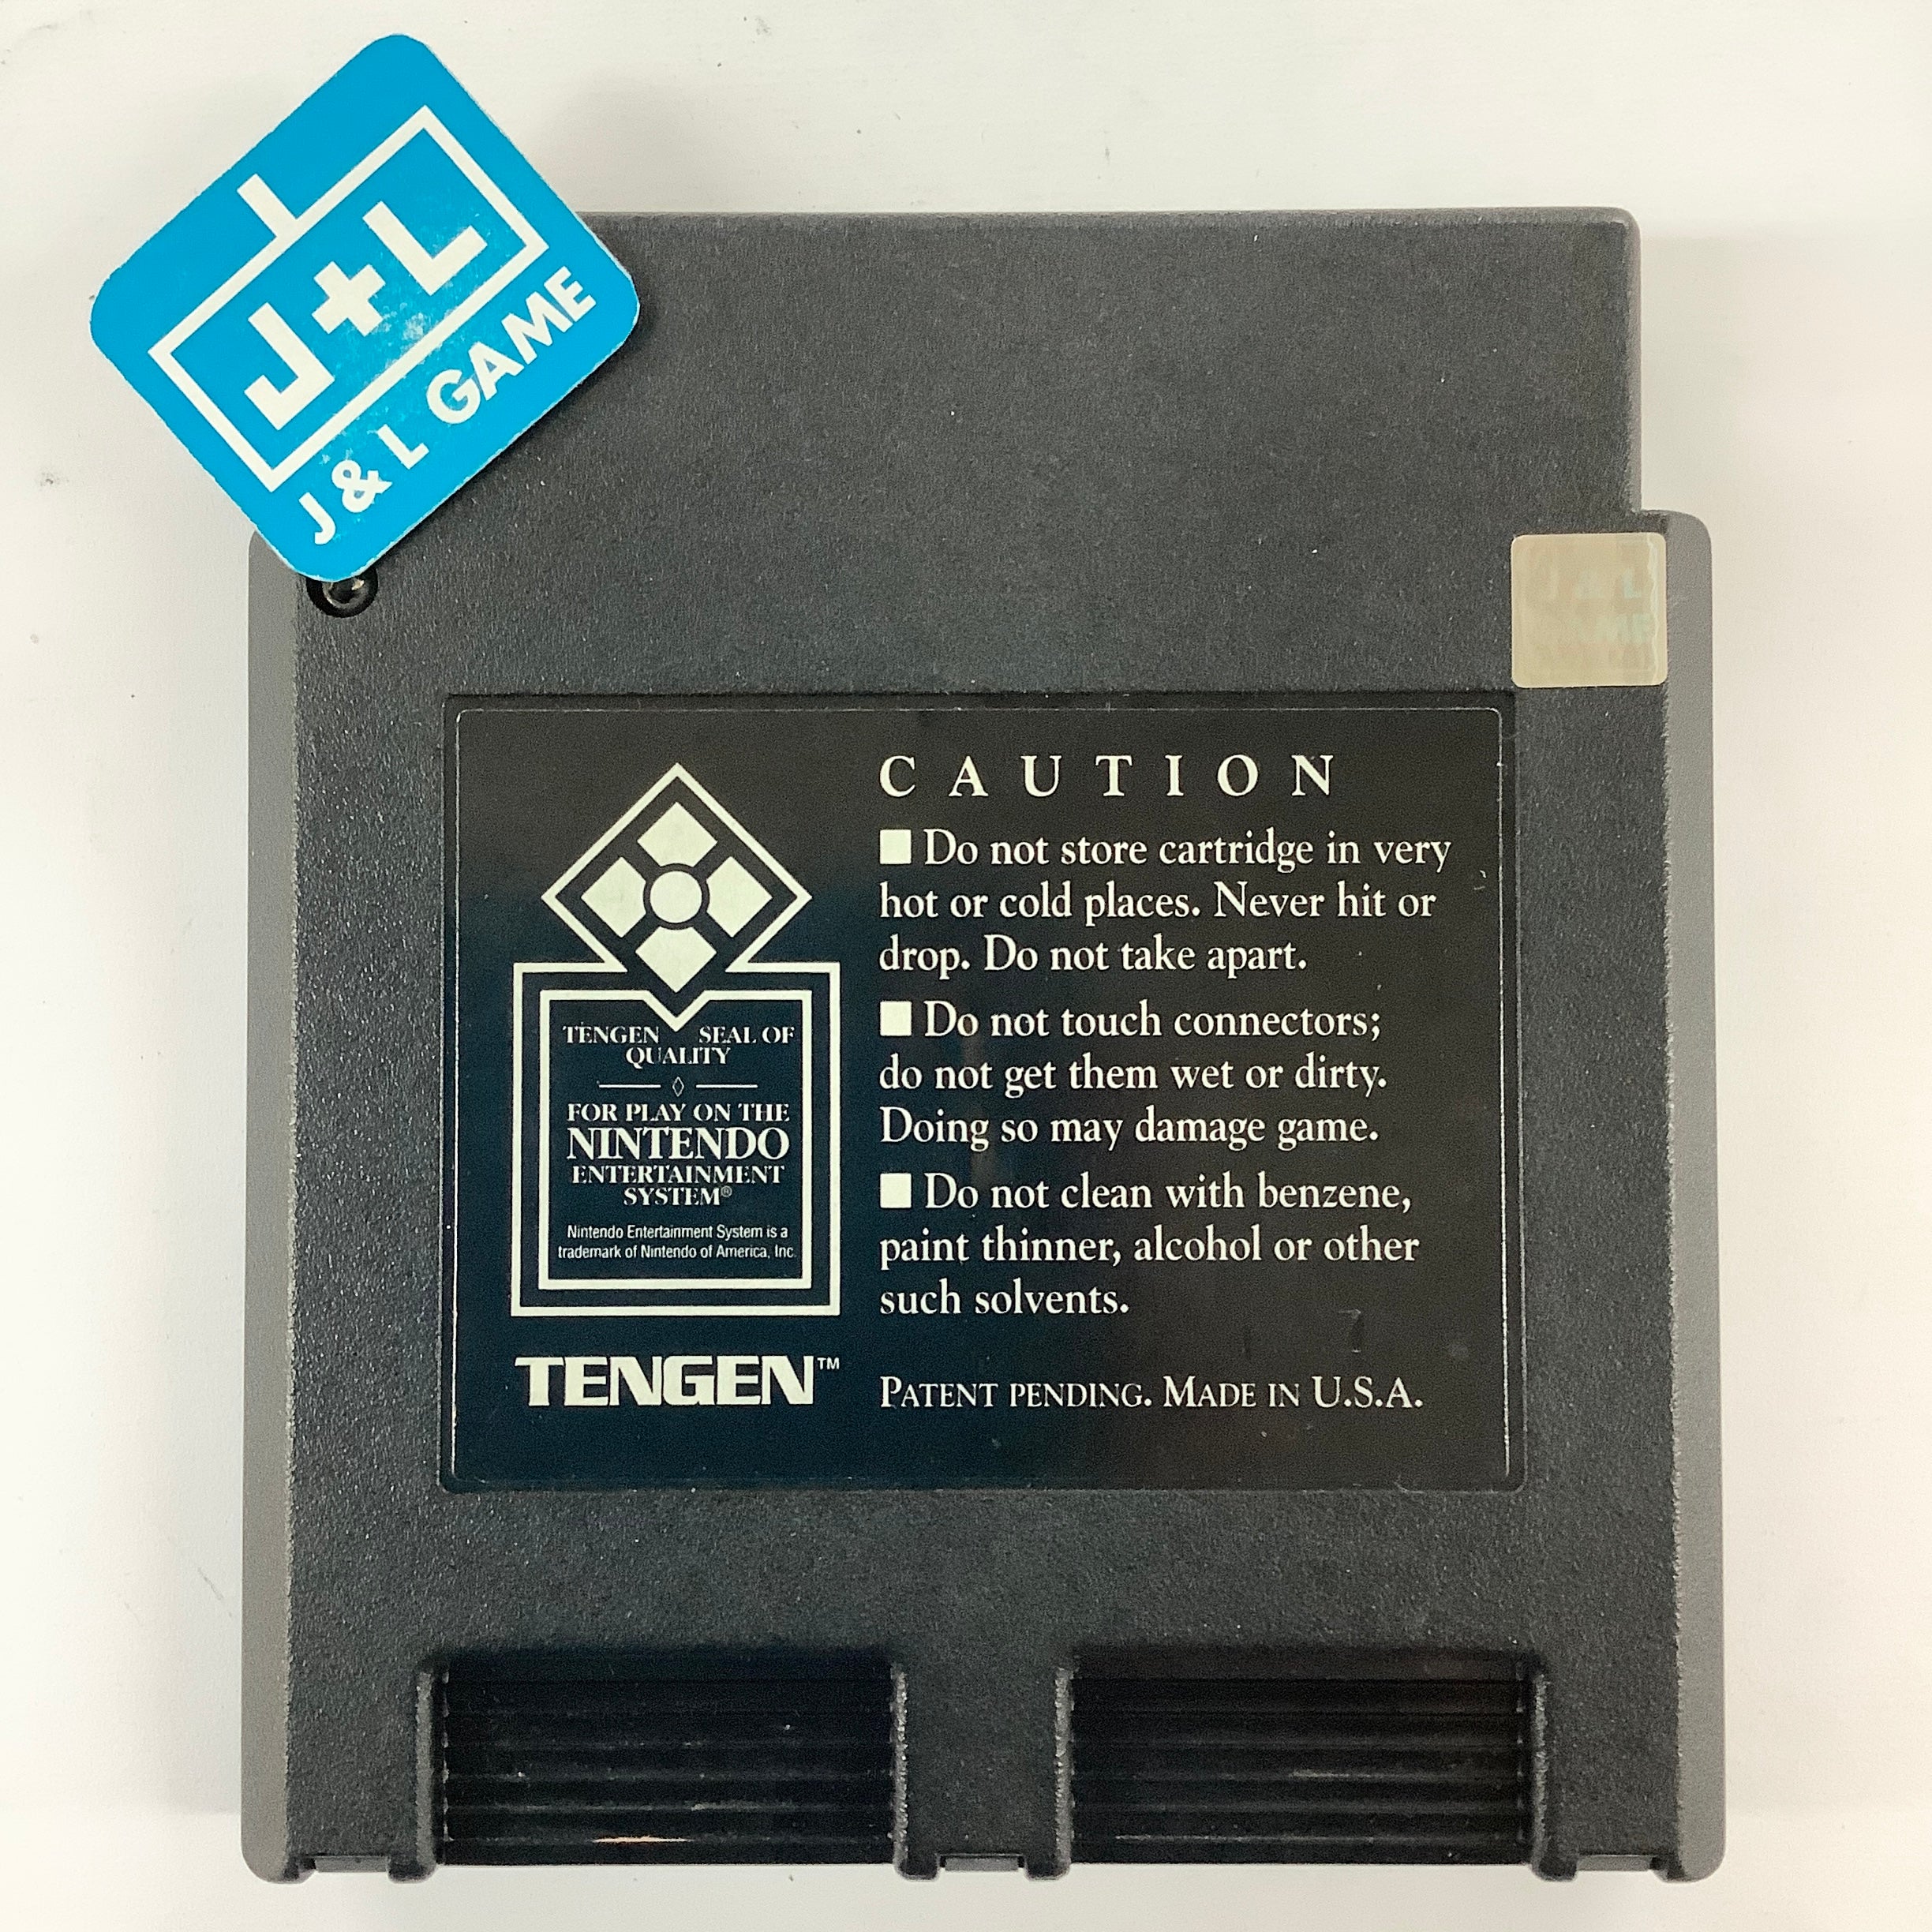 J+L
J & L GAME
CAUTION
■ Do not store cartridge in very
hot or cold places. Never hit or
drop. Do not take apart.
■ Do not touch connectors;
do not get them wet or dirty.
Doing so may damage game.
■ Do not clean with benzene,
paint thinner, alcohol or other
such solvents.
PATENT PENDING. MADE IN U.S.A.
TENGEN SEAL OF
QUALITY
FOR PLAY ON THE
NINTENDO
ENTERTAINMENT
SYSTEM®
Nintendo Entertainment System is a
trademark of Nintendo of America, Inc.
TENGEN™